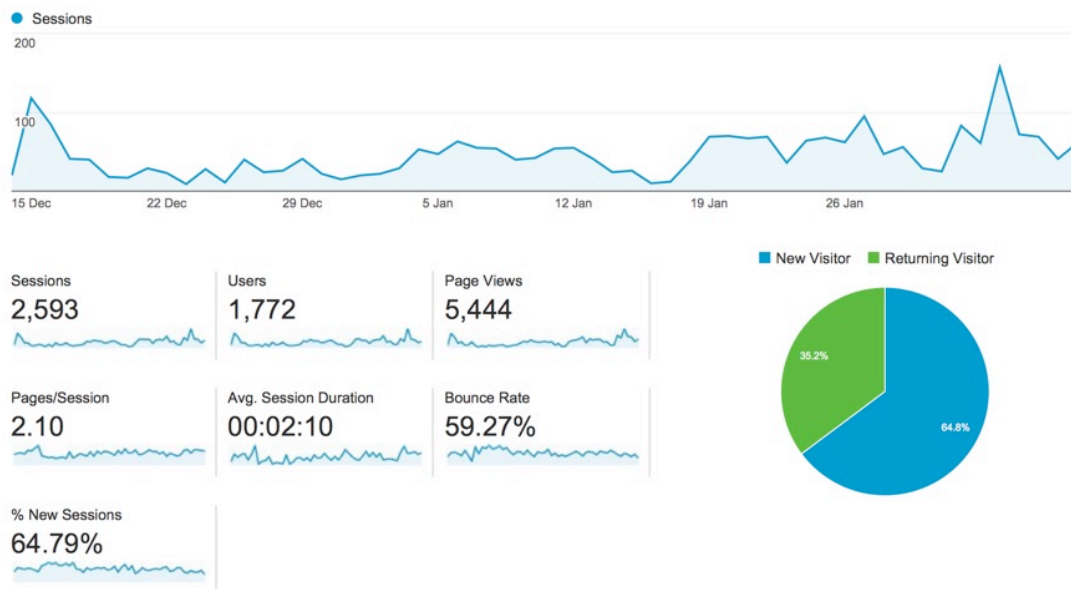 Sessions
200
100
15 Dec 22 Dec 29 Dec 5 Jan 12 Jan 19 Jan 26 Jan
New Visitor Returning Visitor
Sessions Users Page Views
2,593 1,772 5,444
35.2%
Pages/Session Avg. Session Duration Bounce Rate
2.10 00:02:10 59.27%
64.8%
% New Sessions
64.79%